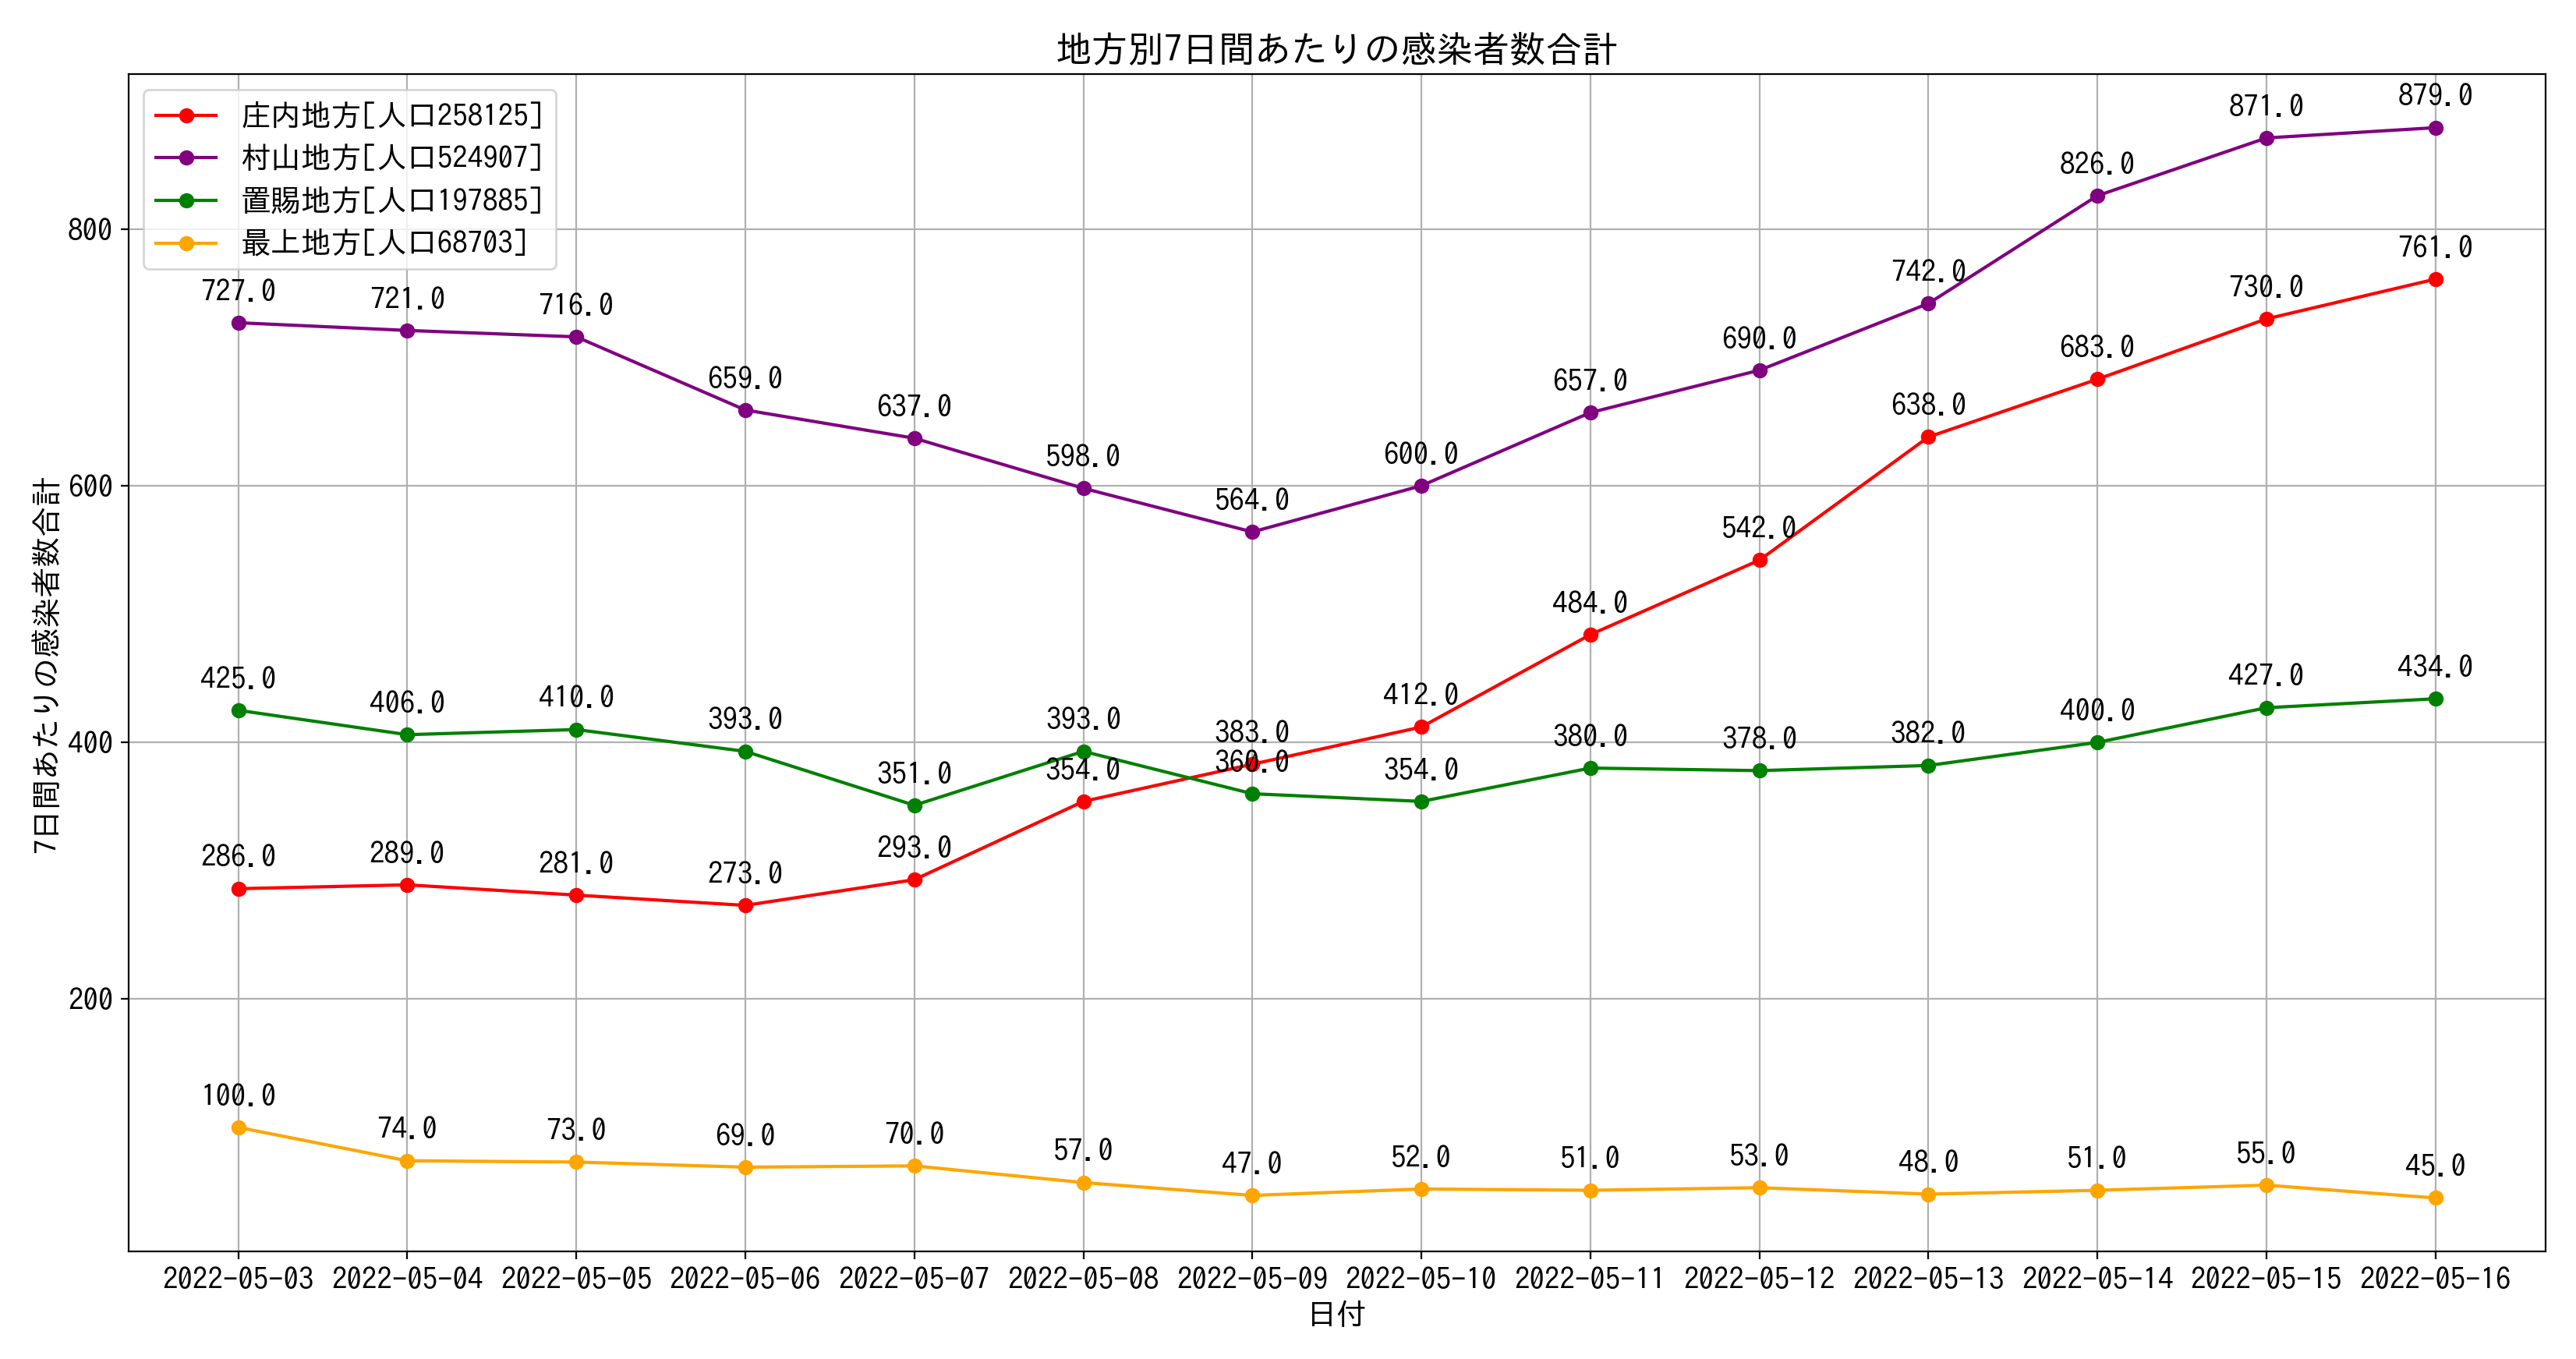 地方別7日間あたりの感染者数合計
庄内地方[人口258125]
村山地方[人口524907]
置賜地方[人口197885]
最上地方[人口68703]
7日間あたりの感染者数合計
800
600
400
200
727.0 721.0 716.0 659.0 637.0 598.0 564.0 600.0 657.0 690.0 742.0 826.0 871.0 879.0
286.0 289.0 281.0 273.0 293.0 354.0 383.0 412.0 484.0 542.0 638.0 683.0 730.0 761.0
425.0 406.0 410.0 393.0 351.0 393.0 360.0 354.0 380.0 378.0 382.0 400.0 427.0 434.0
100.0 74.0 73.0 69.0 70.0 57.0 47.0 52.0 51.0 53.0 48.0 51.0 55.0 45.0
2022-05-03 2022-05-04 2022-05-05 2022-05-06 2022-05-07 2022-05-08 2022-05-09 2022-05-10 2022-05-11 2022-05-12 2022-05-13 2022-05-14 2022-05-15 2022-05-16
日付